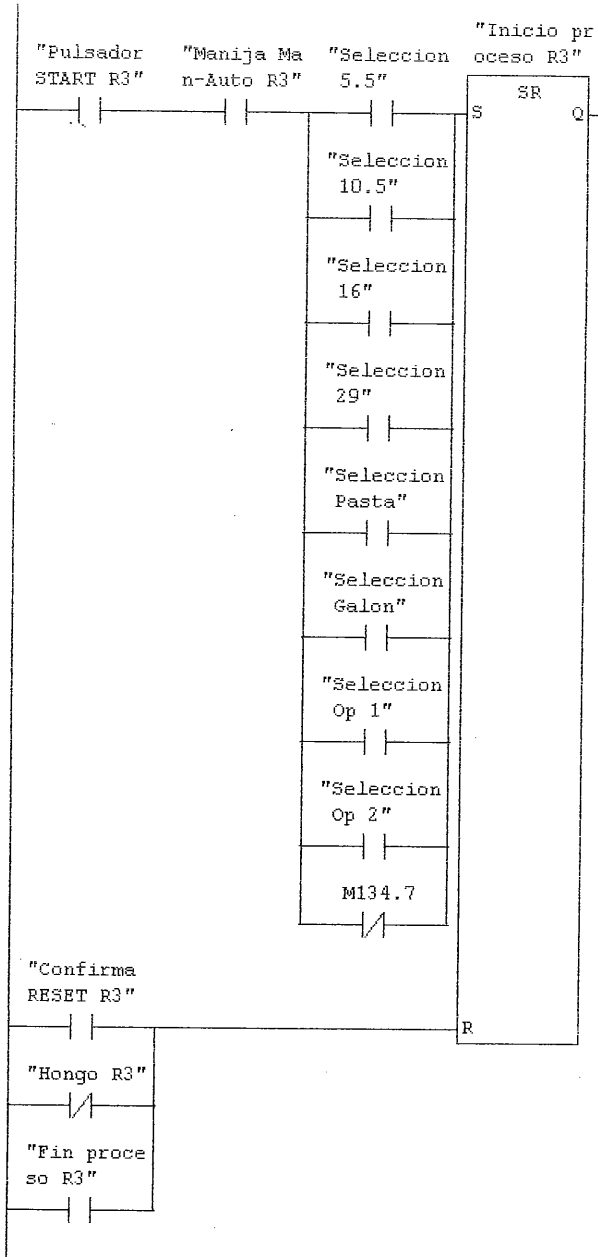 "Inicio pr
oceso R3"
"Pulsador
START R3"
"Manija Ma
n-Auto R3"
"Seleccion
5.5"
SR
S
Q
"Seleccion
10.5"
"Seleccion
16"
"Seleccion
29"
"Seleccion
Pasta"
"Seleccion
Galon"
"Seleccion
Op 1"
"Seleccion
Op 2"
M134.7
"Confirma
RESET R3"
R
"Hongo R3"
"Fin proce
so R3"